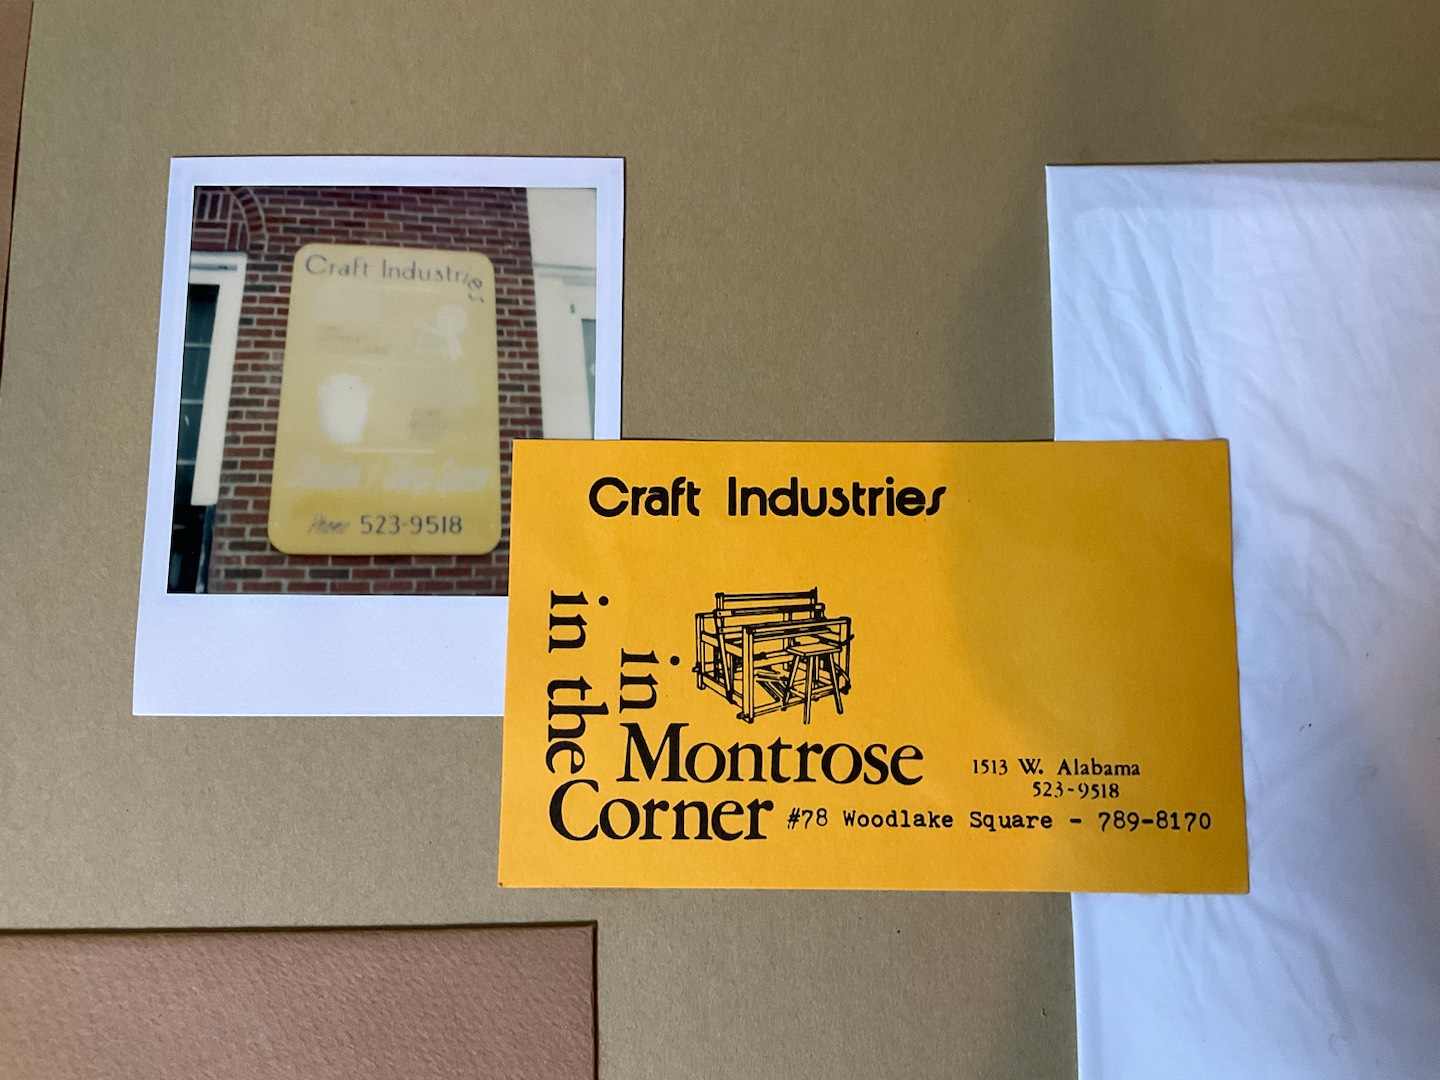 Craft Industries
Phone 523-9518
Craft Industries
in the
Corner
in
Montrose
1513 W. Alabama
523-9518
#78 Woodlake Square - 789-8170